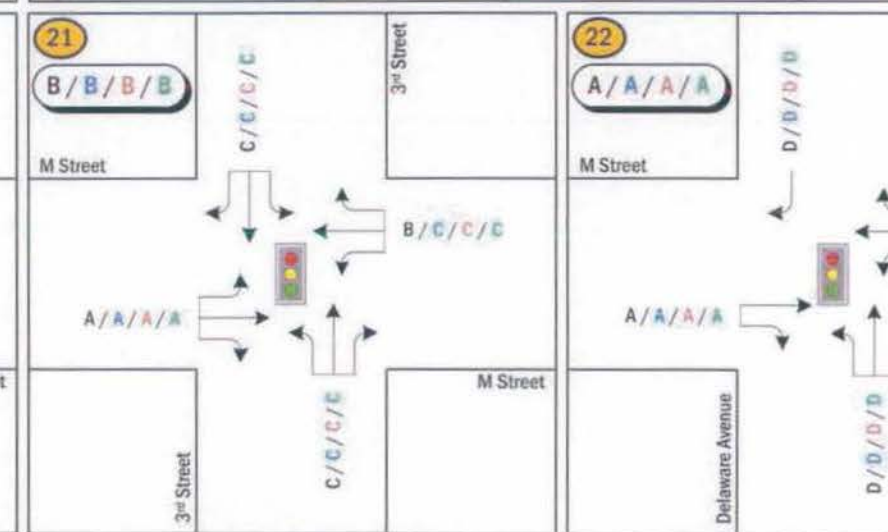 21
B/B/B/B
C/C/C/C
3rd Street
M Street
B/C/C/C
A/A/A/A
C/C/C/C
M Street
3rd Street
22
A/A/A/A
D/D/D/D
M Street
A/A/A/A
D/D/D/D
Delaware Avenue
t